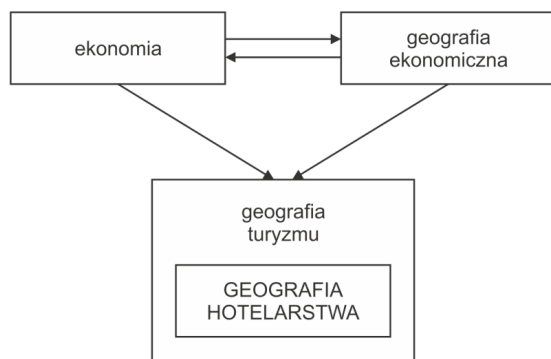 ekonomia
geografia
ekonomiczna
geografia
turyzmu
GEOGRAFIA
HOTELARSTWA